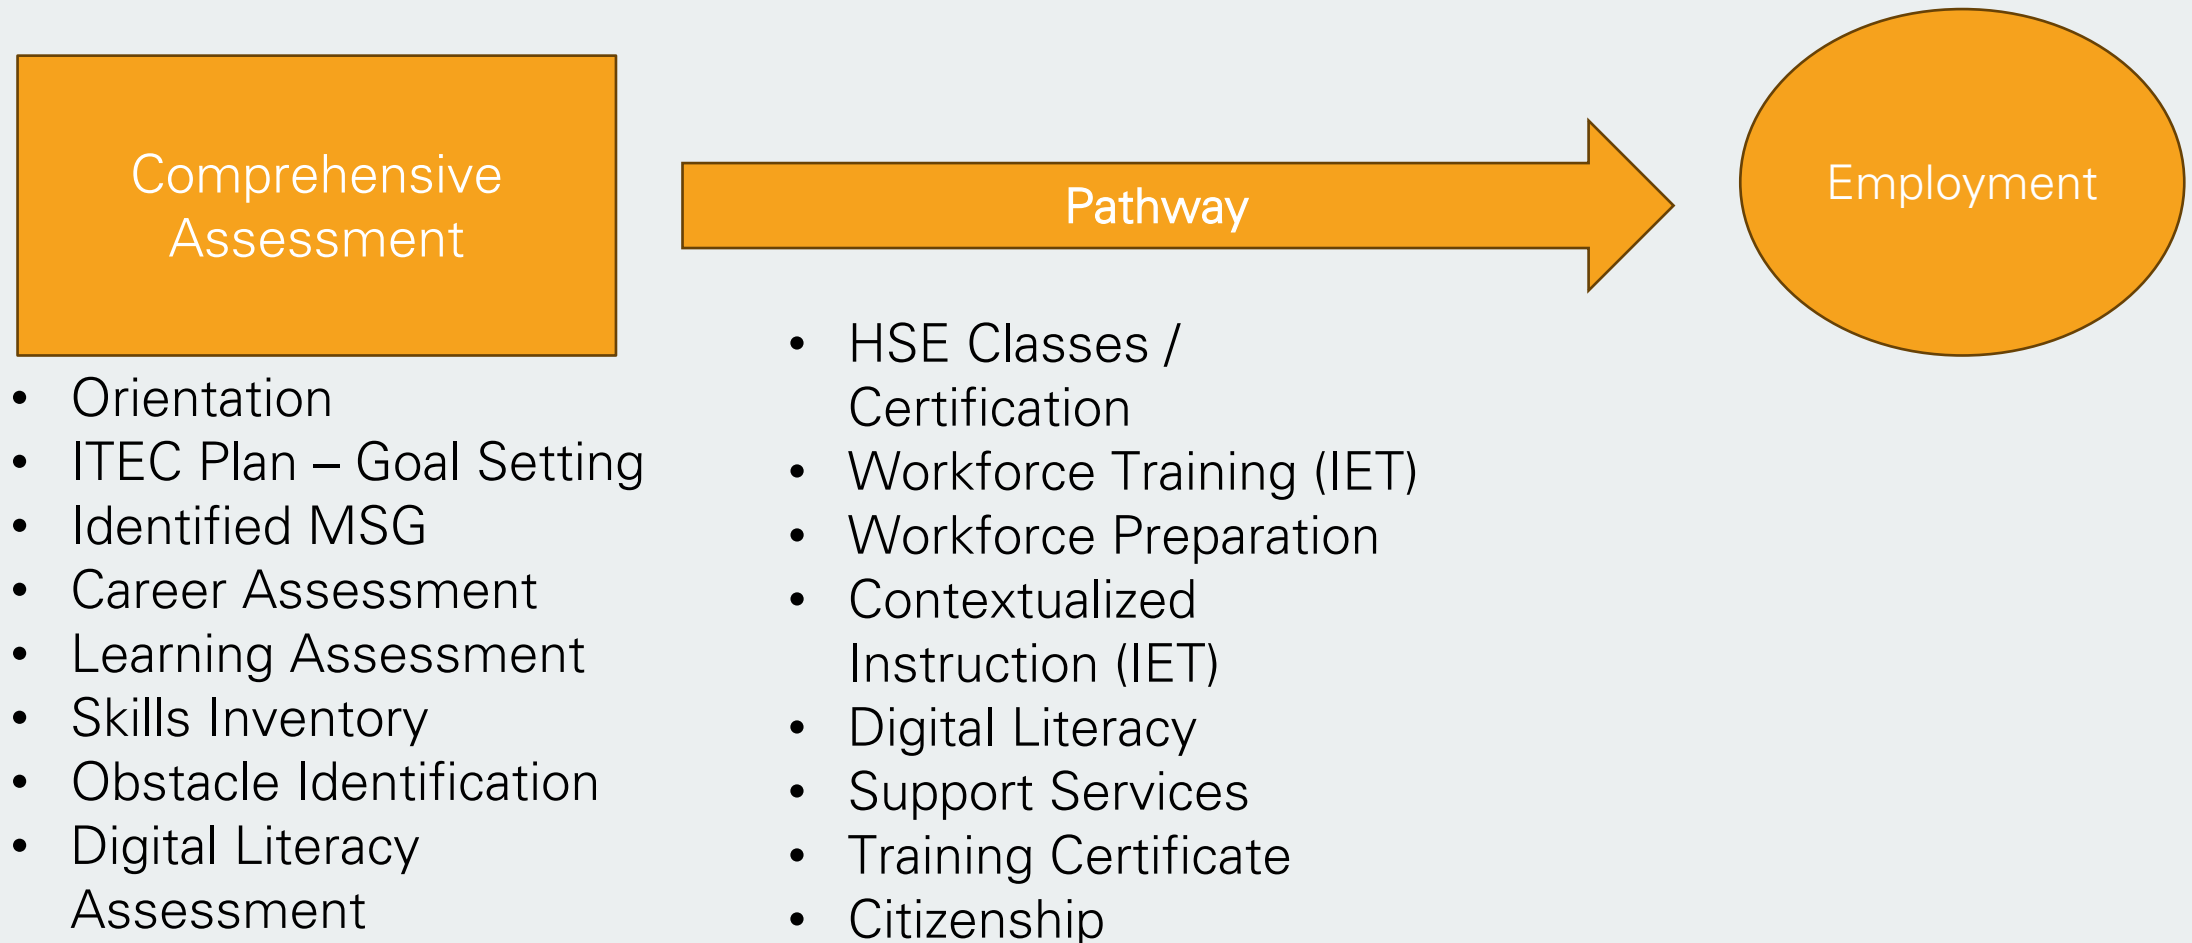 Comprehensive
Assessment
Pathway
Employment
• Orientation
• ITEC Plan – Goal Setting
• Identified MSG
• Career Assessment
• Learning Assessment
• Skills Inventory
• Obstacle Identification
• Digital Literacy
Assessment
• HSE Classes /
Certification
• Workforce Training (IET)
• Workforce Preparation
• Contextualized
Instruction (IET)
• Digital Literacy
• Support Services
• Training Certificate
• Citizenship